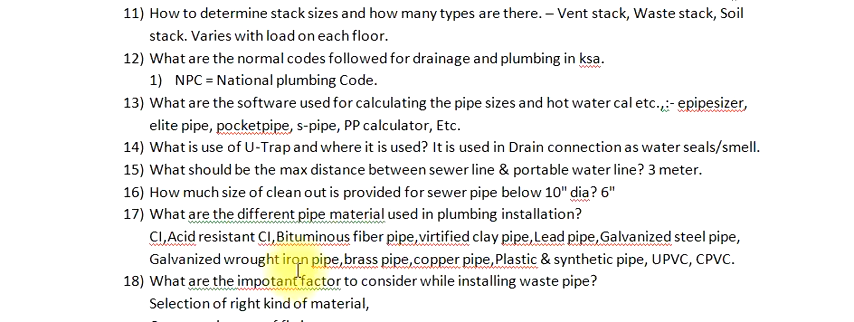 11) How to determine stack sizes and how many types are there. – Vent stack, Waste stack, Soil
stack. Varies with load on each floor.
12) What are the normal codes followed for drainage and plumbing in ksa.
1) NPC = National plumbing Code.
13) What are the software used for calculating the pipe sizes and hot water cal etc.,:- epipesizer,
elite pipe, pocketpipe, s-pipe, PP calculator, Etc.
14) What is use of U-Trap and where it is used? It is used in Drain connection as water seals/smell.
15) What should be the max distance between sewer line & portable water line? 3 meter.
16) How much size of clean out is provided for sewer pipe below 10" dia? 6"
17) What are the different pipe material used in plumbing installation?
CI,Acid resistant CI,Bituminous fiber pipe,virtified clay pipe,Lead pipe,Galvanized steel pipe,
Galvanized wrought iron pipe,brass pipe,copper pipe,Plastic & synthetic pipe, UPVC, CPVC.
18) What are the impotant factor to consider while installing waste pipe?
Selection of right kind of material,